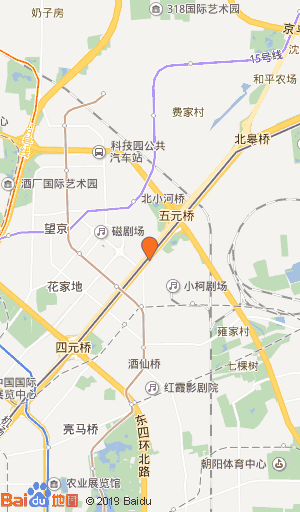 奶子房
318国际艺术园
京
沈
15号线
和平农场
费家村
心
北皋桥
科技园公共
汽车站
酒厂国际艺术园
北小河桥
五元桥
望京
磁剧场
花家地
小柯剧场
雍家村
四元桥
酒仙桥
七棵树
中国国际
展览中心
红霞影剧院
亮马桥
东四环北路
朝阳体育中心
农业展览馆
Baidu地图
© 2019 Baidu